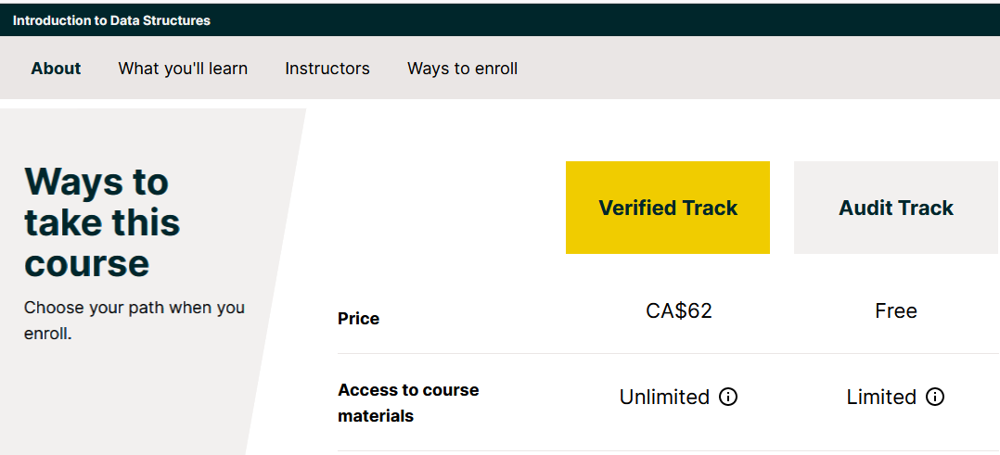 Introduction to Data Structures
About What you'll learn Instructors Ways to enroll
Ways to
take this
course
Choose your path when you
enroll.
Verified Track Audit Track
Price CA$62 Free
Access to course
materials
Unlimited Limited